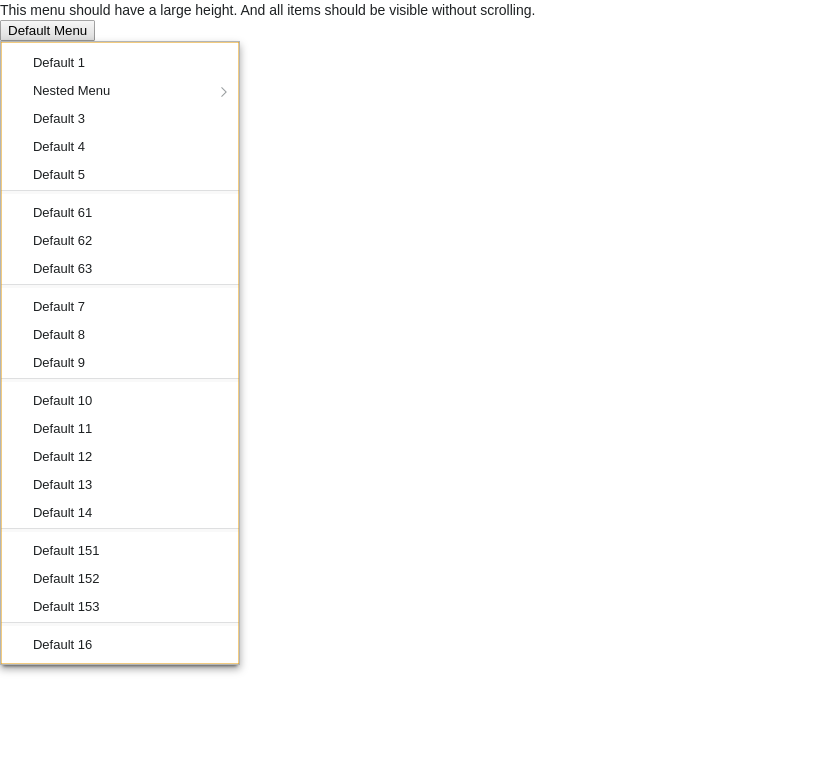 This menu should have a large height. And all items should be visible without scrolling.
Default Menu
Default 1
Nested Menu
Default 3
Default 4
Default 5
Default 61
Default 62
Default 63
Default 7
Default 8
Default 9
Default 10
Default 11
Default 12
Default 13
Default 14
Default 151
Default 152
Default 153
Default 16